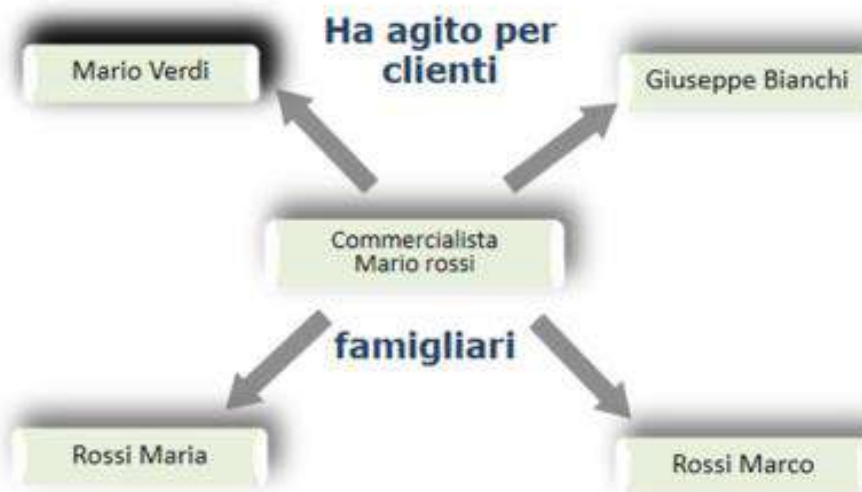 Ha agito per
clienti
Mario Verdi
Giuseppe Bianchi
Commercialista
Mario rossi
famigliari
Rossi Maria
Rossi Marco